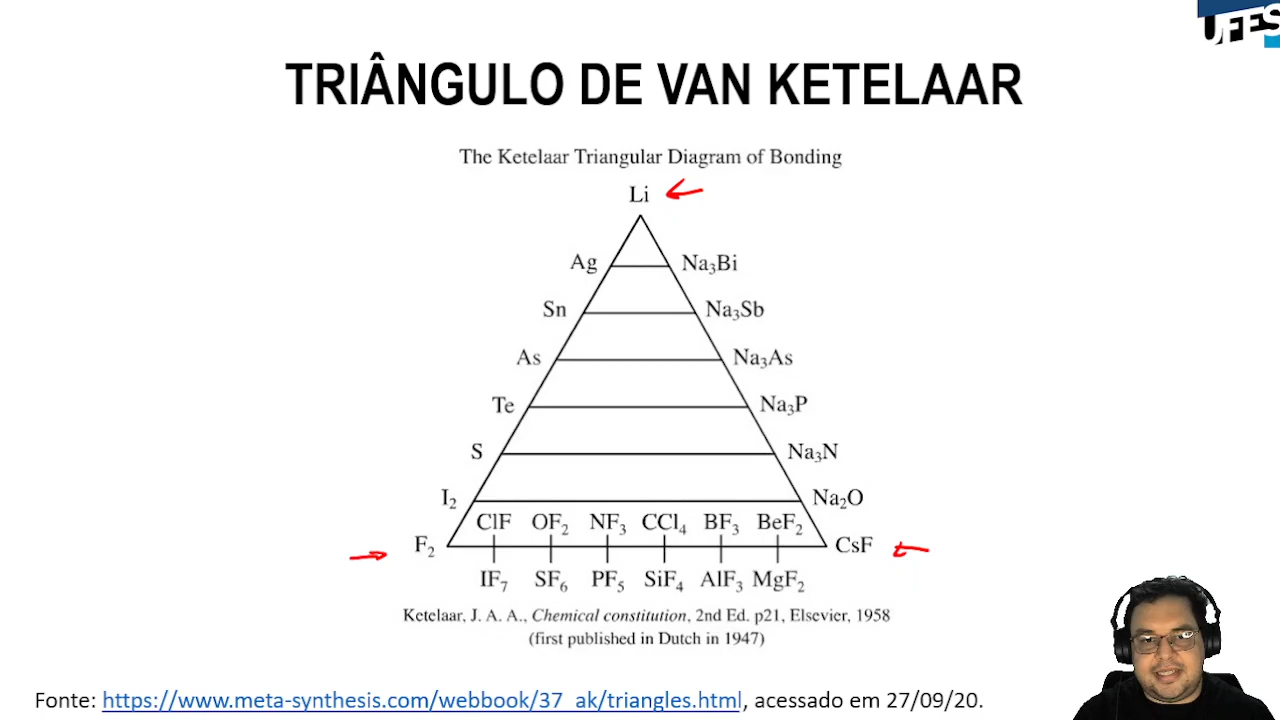 UFES
TRIÂNGULO DE VAN KETELAAR
The Ketelaar Triangular Diagram of Bonding
Li
Ag Na₃Bi
Sn Na₃Sb
As Na₃As
Te Na₃P
S Na₃N
I₂ Na₂O
ClF OF₂ NF₃ CCl₄ BF₃ BeF₂
F₂ CsF
IF₇ SF₆ PF₅ SiF₄ AlF₃ MgF₂
Ketelaar, J. A. A., Chemical constitution, 2nd Ed. p21, Elsevier, 1958
(first published in Dutch in 1947)
Fonte: https://www.meta-synthesis.com/webbook/37_ak/triangles.html, acessado em 27/09/20.